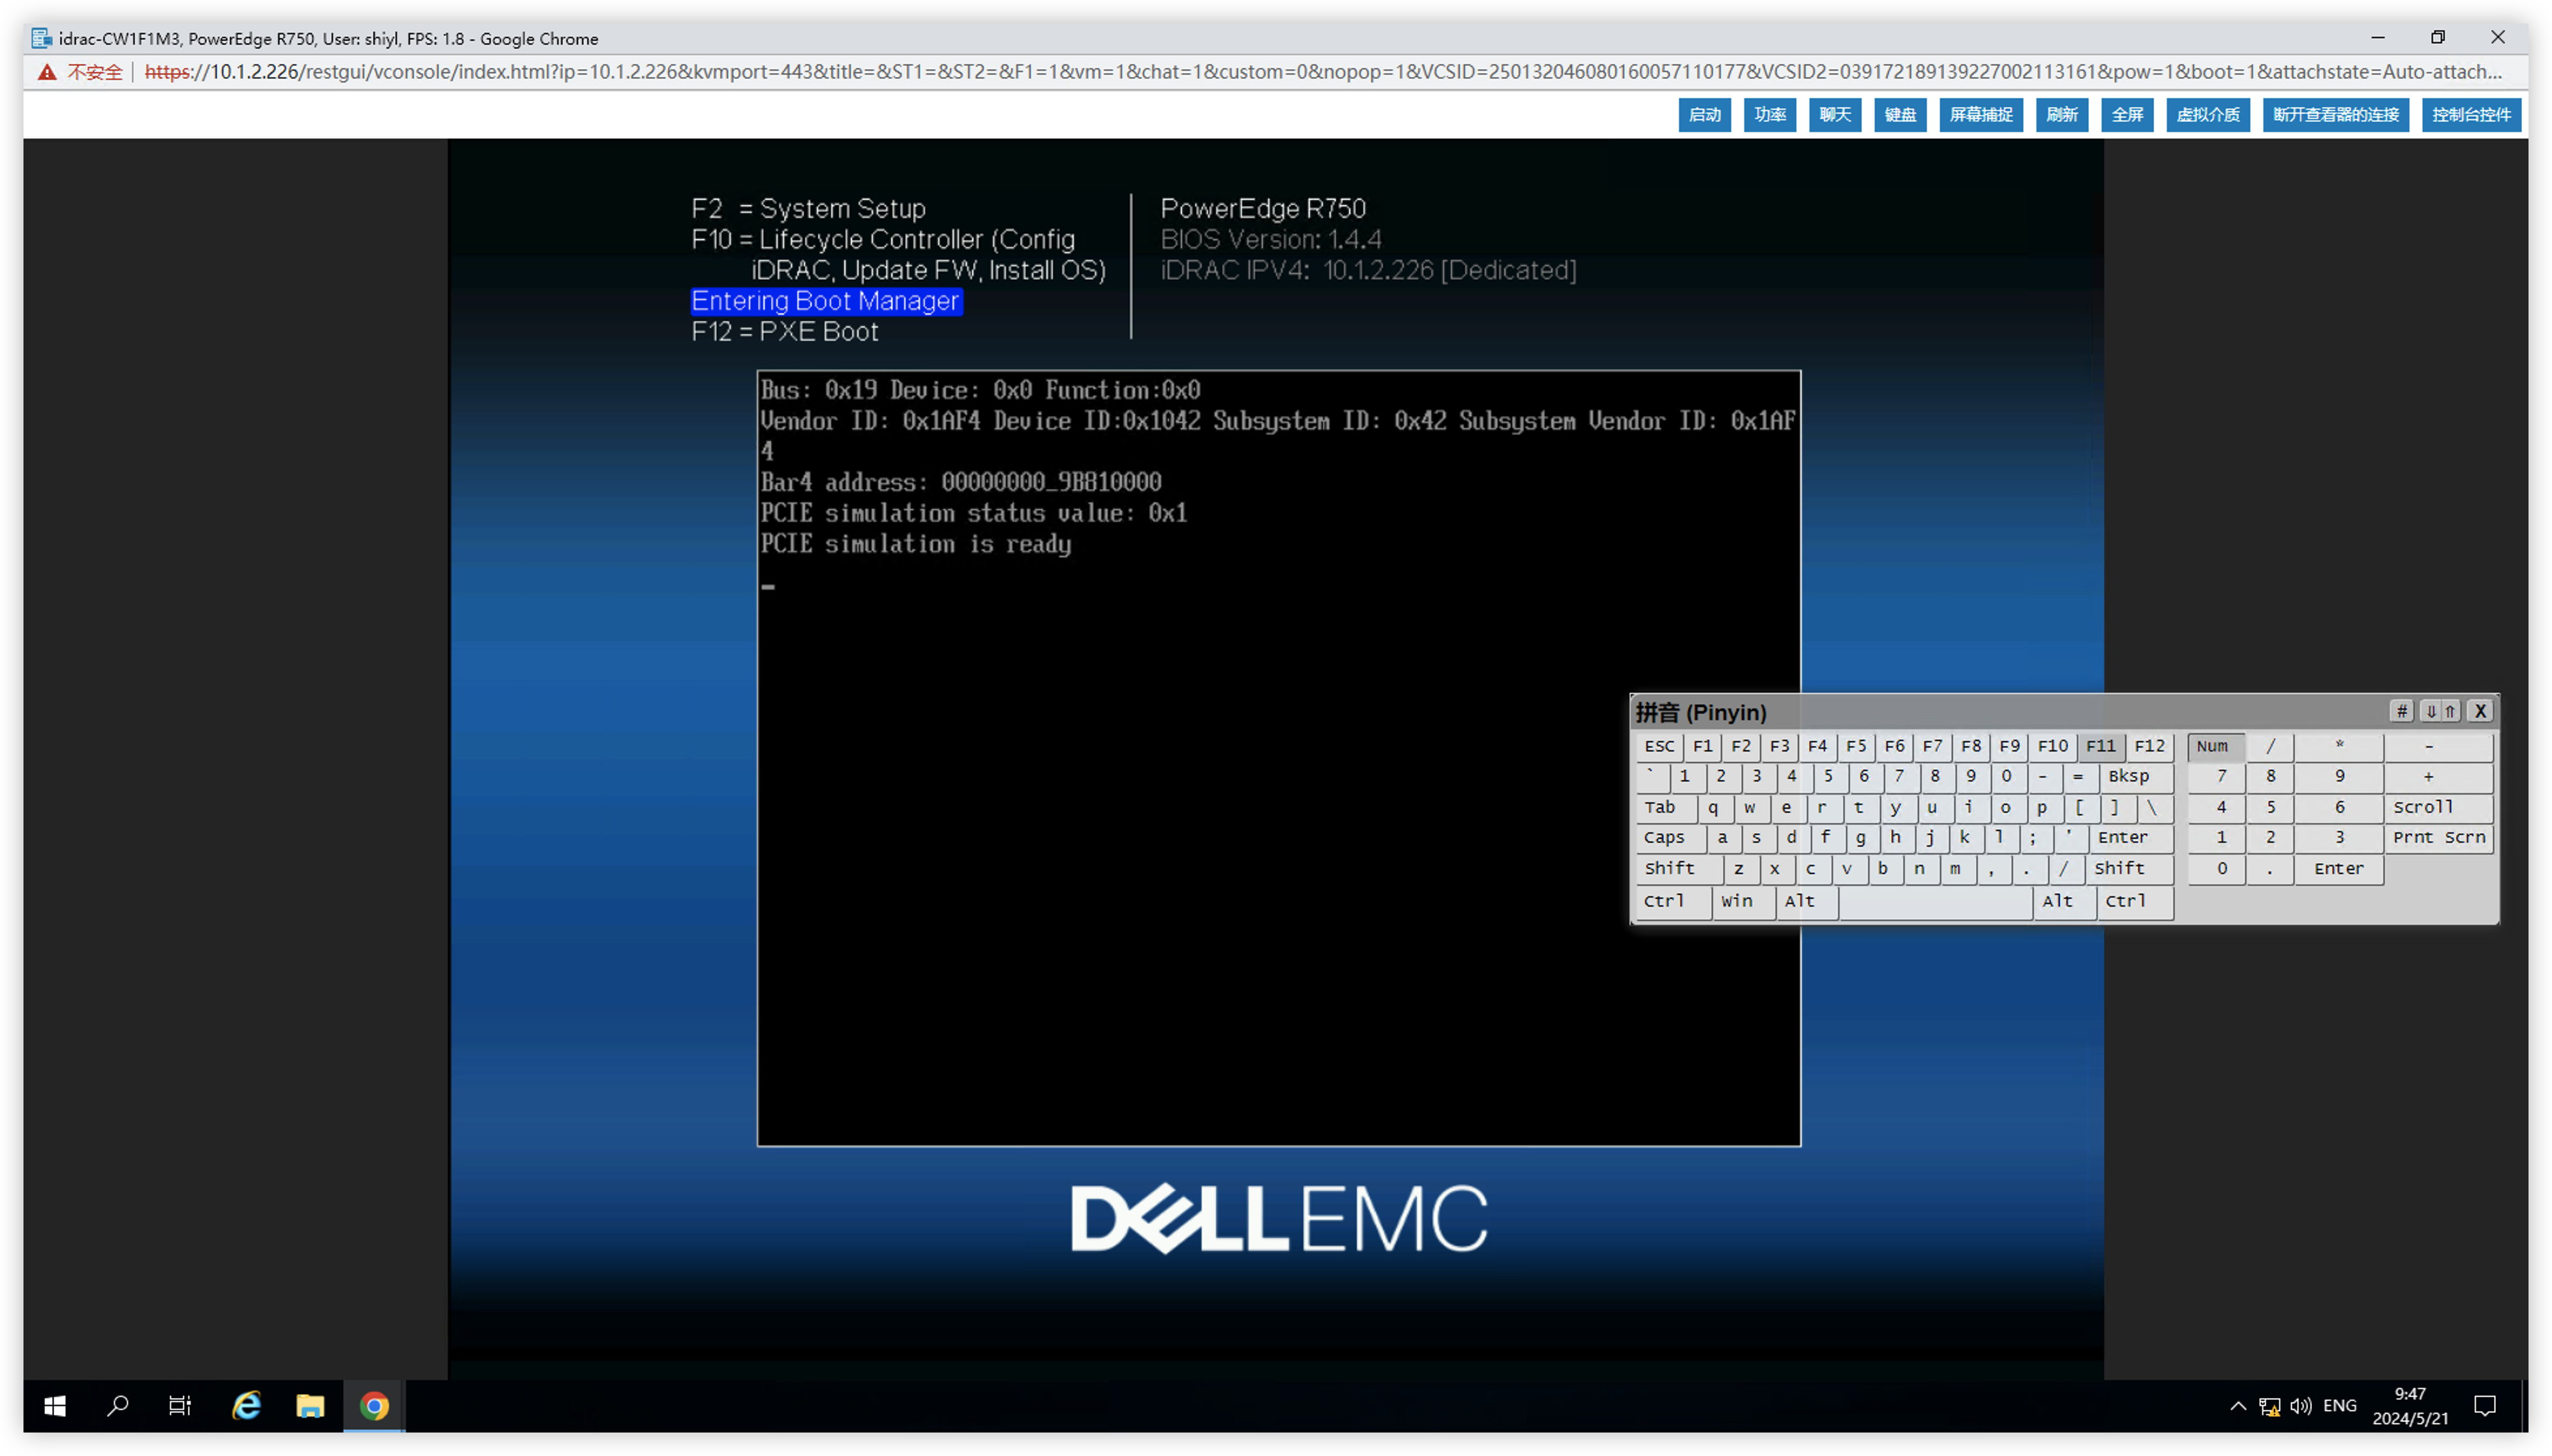 idrac-CW1F1M3, PowerEdge R750, User: shiyl, FPS: 1.8 - Google Chrome
不安全 https://10.1.2.226/restgui/vconsole/index.html?ip=10.1.2.226&kvmport=443&title=&ST1=&ST2=&F1=1&vm=1&chat=1&custom=0&nopop=1&VCSID=250132046080160057110177&VCSID2=039172189139227002113161&pow=1&boot=1&attachstate=Auto-attach...
启动 功率 聊天 键盘 屏幕捕捉 刷新 全屏 虚拟介质 断开查看器的连接 控制台控件
F2 = System Setup
F10 = Lifecycle Controller (Config
iDRAC, Update FW, Install OS)
Entering Boot Manager
F12 = PXE Boot
PowerEdge R750
BIOS Version: 1.4.4
iDRAC IPV4: 10.1.2.226 [Dedicated]
Bus: 0x19 Device: 0x0 Function:0x0
Vendor ID: 0x1AF4 Device ID:0x1042 Subsystem ID: 0x42 Subsystem Vendor ID: 0x1AF
4
Bar4 address: 00000000_9B810000
PCIE simulation status value: 0x1
PCIE simulation is ready
_
拼音 (Pinyin) # ⇓ ⇑ X
ESC F1 F2 F3 F4 F5 F6 F7 F8 F9 F10 F11 F12 Num / * -
` 1 2 3 4 5 6 7 8 9 0 - = Bksp 7 8 9 +
Tab q w e r t y u i o p [ ] \ 4 5 6 Scroll
Caps a s d f g h j k l ; ' Enter 1 2 3 Prnt Scrn
Shift z x c v b n m , . / Shift 0 . Enter
Ctrl Win Alt Alt Ctrl
DELLEMC
ENG
9:47
2024/5/21